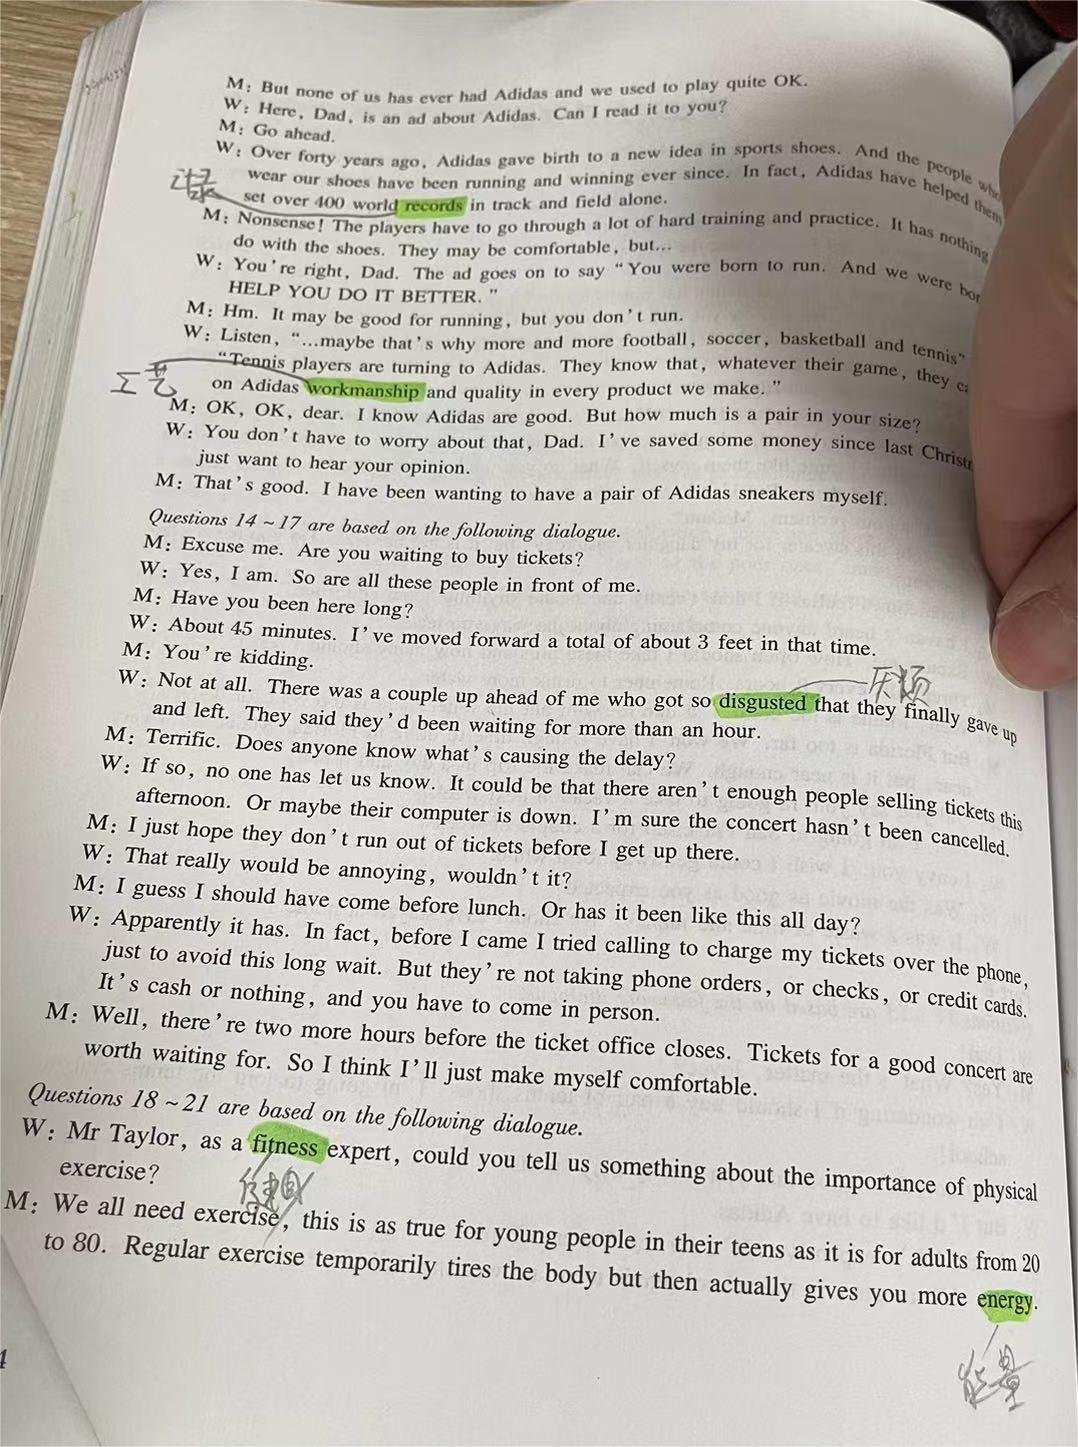 M: But none of us has ever had Adidas and we used to play quite OK.
W: Here, Dad, is an ad about Adidas. Can I read it to you?
M: Go ahead.
W: Over forty years ago, Adidas gave birth to a new idea in sports shoes. And the people who
wear our shoes have been running and winning ever since. In fact, Adidas have helped them
set over 400 world records in track and field alone.
M: Nonsense! The players have to go through a lot of hard training and practice. It has nothing
do with the shoes. They may be comfortable, but…
W: You're right, Dad. The ad goes on to say "You were born to run. And we were bor
HELP YOU DO IT BETTER."
M: Hm. It may be good for running, but you don't run.
W: Listen, "…maybe that's why more and more football, soccer, basketball and tennis"
"Tennis players are turning to Adidas. They know that, whatever their game, they ca
工艺
on Adidas workmanship and quality in every product we make."
M: OK, OK, dear. I know Adidas are good. But how much is a pair in your size?
W: You don't have to worry about that, Dad. I've saved some money since last Christm
just want to hear your opinion.
M: That's good. I have been wanting to have a pair of Adidas sneakers myself.
Questions 14~17 are based on the following dialogue.
M: Excuse me. Are you waiting to buy tickets?
W: Yes, I am. So are all these people in front of me.
M: Have you been here long?
W: About 45 minutes. I've moved forward a total of about 3 feet in that time.
M: You're kidding.
厌烦
W: Not at all. There was a couple up ahead of me who got so disgusted that they finally gave up
and left. They said they'd been waiting for more than an hour.
M: Terrific. Does anyone know what's causing the delay?
W: If so, no one has let us know. It could be that there aren't enough people selling tickets this
afternoon. Or maybe their computer is down. I'm sure the concert hasn't been cancelled.
M: I just hope they don't run out of tickets before I get up there.
W: That really would be annoying, wouldn't it?
M: I guess I should have come before lunch. Or has it been like this all day?
W: Apparently it has. In fact, before I came I tried calling to charge my tickets over the phone,
just to avoid this long wait. But they're not taking phone orders, or checks, or credit cards.
It's cash or nothing, and you have to come in person.
M: Well, there're two more hours before the ticket office closes. Tickets for a good concert are
worth waiting for. So I think I'll just make myself comfortable.
Questions 18~21 are based on the following dialogue.
W: Mr Taylor, as a fitness expert, could you tell us something about the importance of physical
exercise?
M: We all need exercise, this is as true for young people in their teens as it is for adults from 20
to 80. Regular exercise temporarily tires the body but then actually gives you more energy.
能量
4